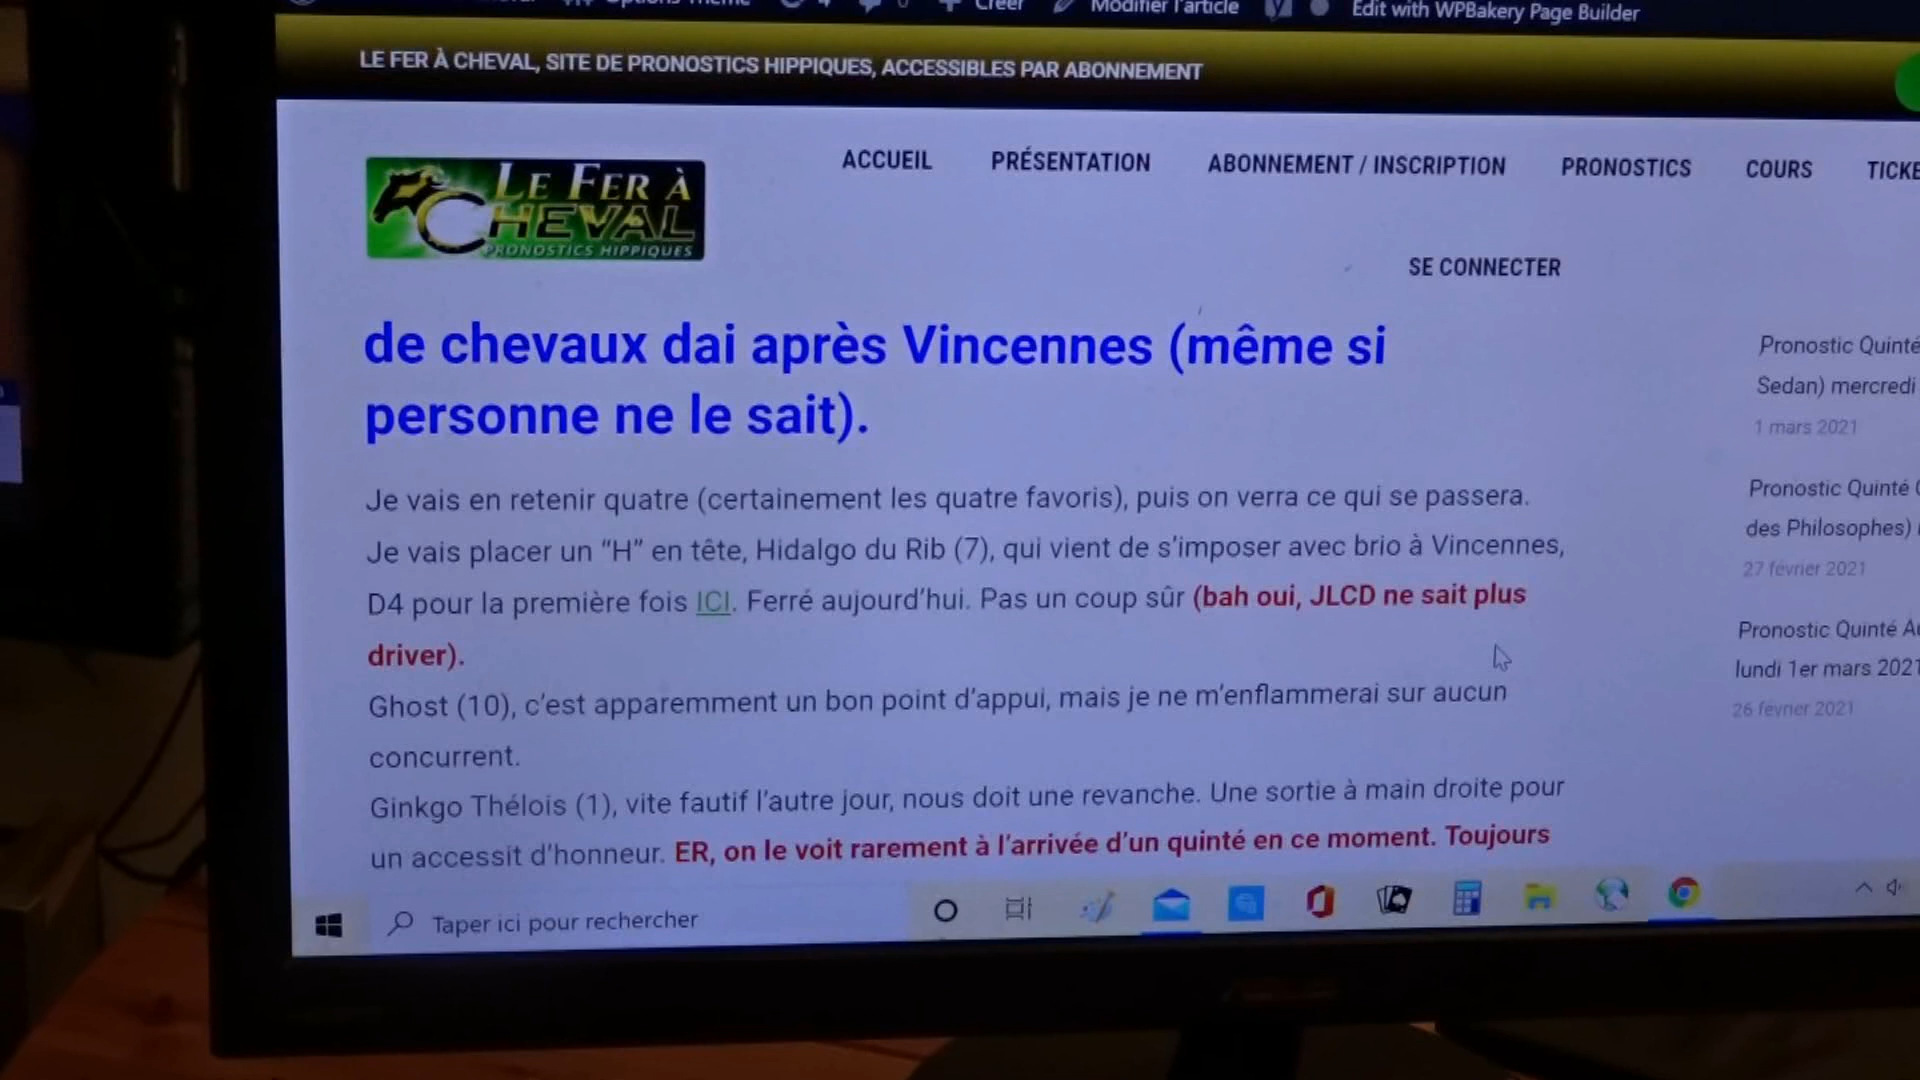 Créer
Modifier l'article
Edit with WPBakery Page Builder
LE FER À CHEVAL, SITE DE PRONOSTICS HIPPIQUES, ACCESSIBLES PAR ABONNEMENT
LE FER À
CHEVAL
PRONOSTICS HIPPIQUES
ACCUEIL
PRÉSENTATION
ABONNEMENT / INSCRIPTION
PRONOSTICS
COURS
TICKE
SE CONNECTER
de chevaux dai après Vincennes (même si
personne ne le sait).
Je vais en retenir quatre (certainement les quatre favoris), puis on verra ce qui se passera.
Je vais placer un “H” en tête, Hidalgo du Rib (7), qui vient de s’imposer avec brio à Vincennes,
D4 pour la première fois ICI. Ferré aujourd’hui. Pas un coup sûr (bah oui, JLCD ne sait plus
driver).
Ghost (10), c’est apparemment un bon point d’appui, mais je ne m’enflammerai sur aucun
concurrent.
Ginkgo Thélois (1), vite fautif l’autre jour, nous doit une revanche. Une sortie à main droite pour
un accessit d’honneur. ER, on le voit rarement à l’arrivée d’un quinté en ce moment. Toujours
Pronostic Quinté
Sedan) mercredi
1 mars 2021
Pronostic Quinté
des Philosophes)
27 février 2021
Pronostic Quinté
lundi 1er mars 2021
26 février 2021
Taper ici pour rechercher